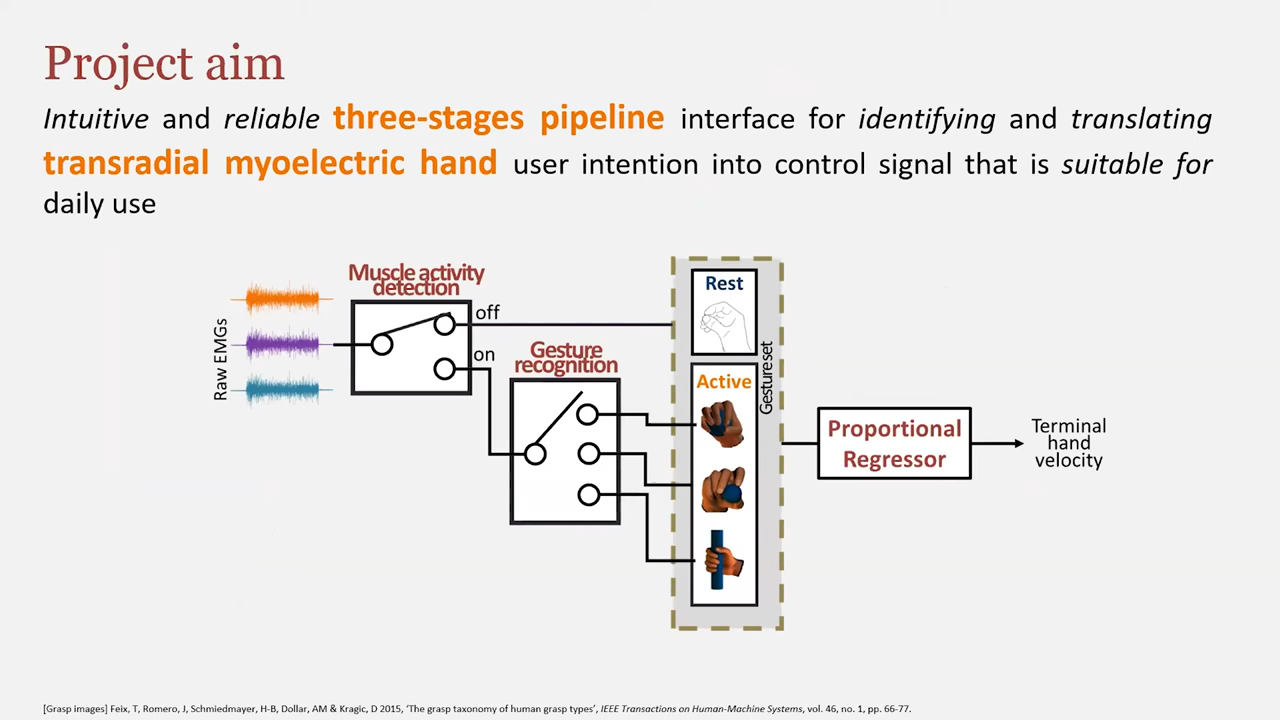 Project aim
Intuitive and reliable three-stages pipeline interface for identifying and translating
transradial myoelectric hand user intention into control signal that is suitable for
daily use
Raw EMGs
Muscle activity
detection
off
on
Gesture
recognition
Rest
Active
Gesture set
Proportional
Regressor
Terminal
hand
velocity
[Grasp images] Feix, T, Romero, J, Schmiedmayer, H-B, Dollar, AM & Kragic, D 2015, ‘The grasp taxonomy of human grasp types’, IEEE Transactions on Human-Machine Systems, vol. 46, no. 1, pp. 66-77.